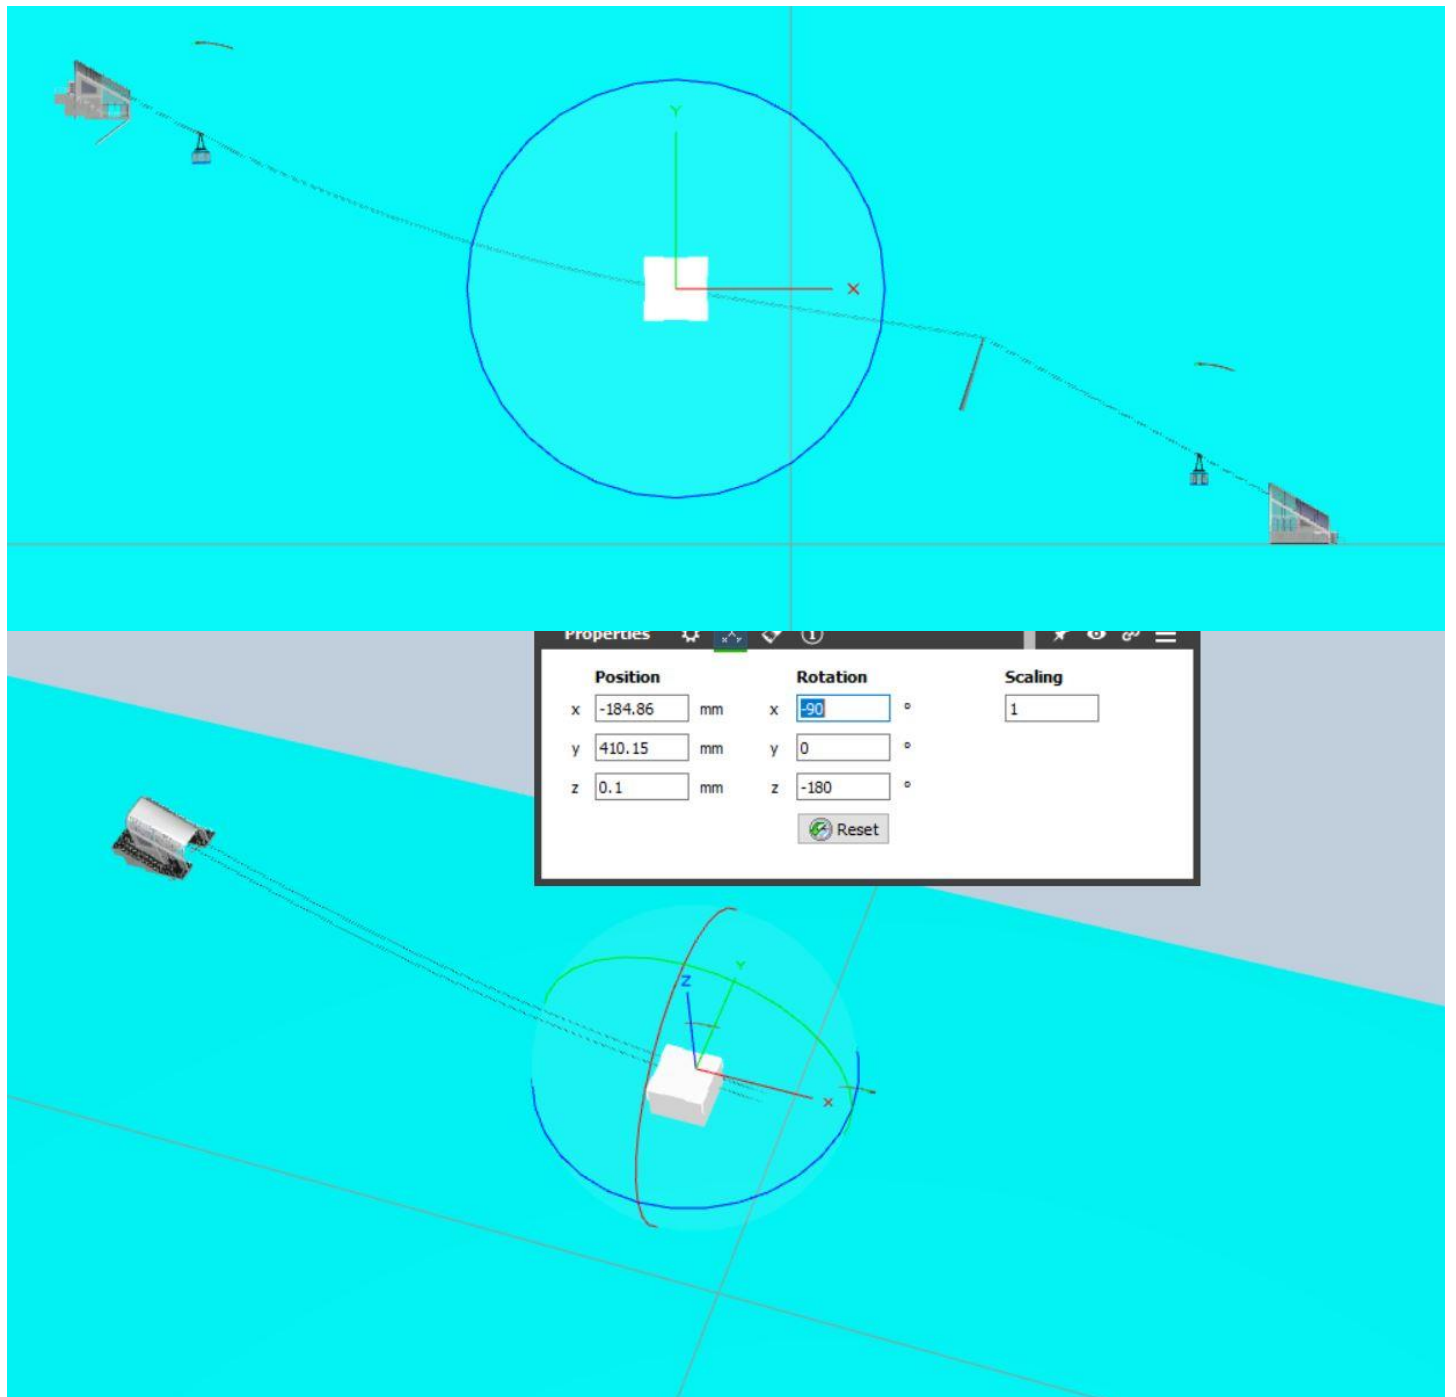 Y
X
Properties
Position Rotation Scaling
x -184.86 mm x -90 ° 1
y 410.15 mm y 0 °
z 0.1 mm z -180 °
Reset
Y
Z
X